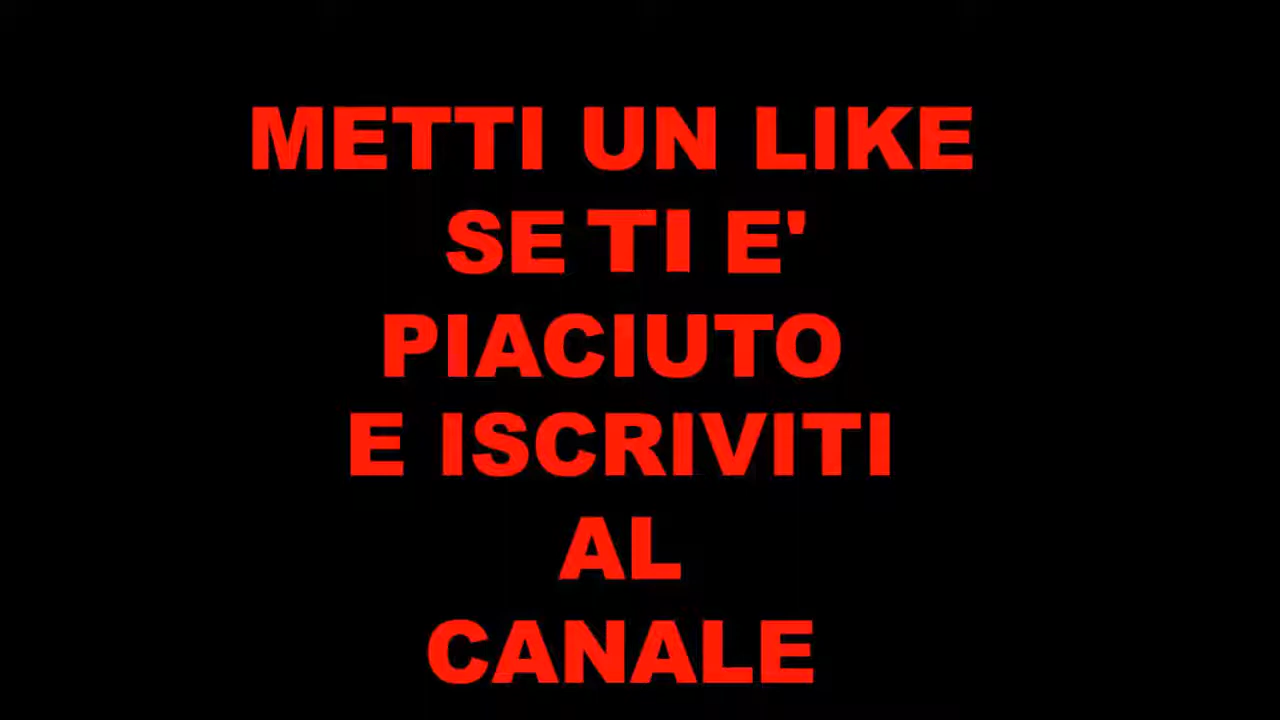 METTI UN LIKE
SE TI E'
PIACIUTO
E ISCRIVITI
AL
CANALE